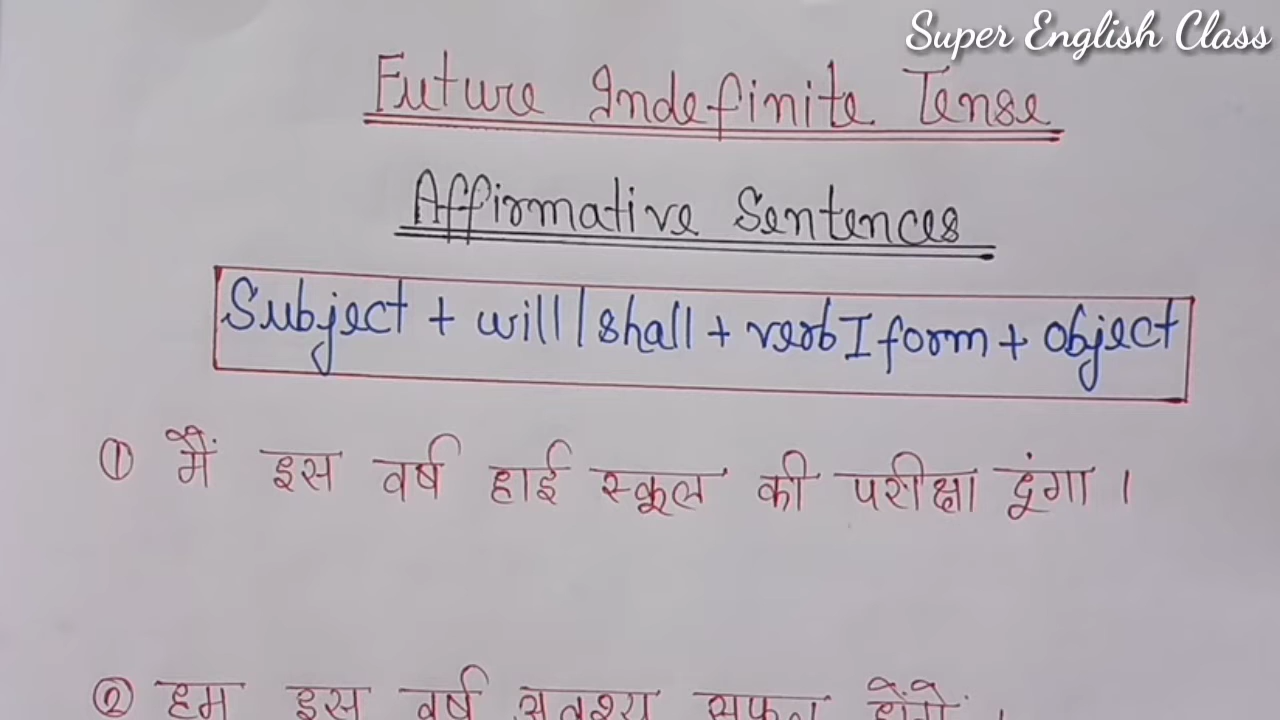 Super English Class
Future Indefinite Tense
Affirmative Sentences
Subject + will/shall + verb I form + object
① मैं इस वर्ष हाई स्कूल की परीक्षा दूंगा ।
② हम इस वर्ष अवश्य सफल होंगें ।